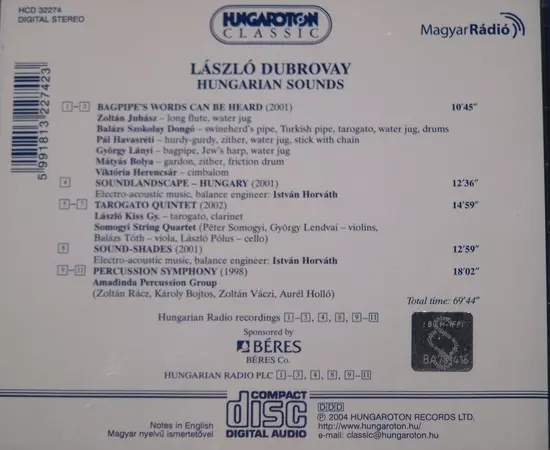 HCD 32274
DIGITAL STEREO
HUNGAROTON
CLASSIC
MagyarRádió
LÁSZLÓ DUBROVAY
HUNGARIAN SOUNDS
5991813227423
1–3 BAGPIPE'S WORDS CAN BE HEARD (2001) 10'45"
Zoltán Juhász – long flute, water jug
Balázs Szokolay Dongó – swineherd's pipe, Turkish pipe, tarogato, water jug, drums
Pál Havasréti – hurdy-gurdy, zither, water jug, stick with chain
György Lányi – bagpipe, Jew's harp, water jug
Mátyás Bolya – gardon, zither, friction drum
Viktória Herencsár – cimbalom
4 SOUNDLANDSCAPE – HUNGARY (2001) 12'36"
Electro-acoustic music, balance engineer: István Horváth
5–7 TAROGATO QUINTET (2002) 14'59"
László Kiss Gy. – tarogato, clarinet
Somogyi String Quartet (Péter Somogyi, György Lendvai – violins,
Balázs Tóth – viola, László Pólus – cello)
8 SOUND-SHADES (2001) 12'59"
Electro-acoustic music, balance engineer: István Horváth
9–11 PERCUSSION SYMPHONY (1998) 18'02"
Amadinda Percussion Group
(Zoltán Rácz, Károly Bojtos, Zoltán Váczi, Aurél Holló)
Total time: 69'44"
Hungarian Radio recordings 1–3, 4, 8, 9–11
Sponsored by
BÉRES
BÉRES Co.
HUNGARIAN RADIO PLC 1–3, 4, 8, 9–11
COMPACT
disc
DIGITAL AUDIO
Notes in English
Magyar nyelvű ismertetővel
DDD
℗ 2004 HUNGAROTON RECORDS LTD.
e-mail: classic@hungaroton.hu